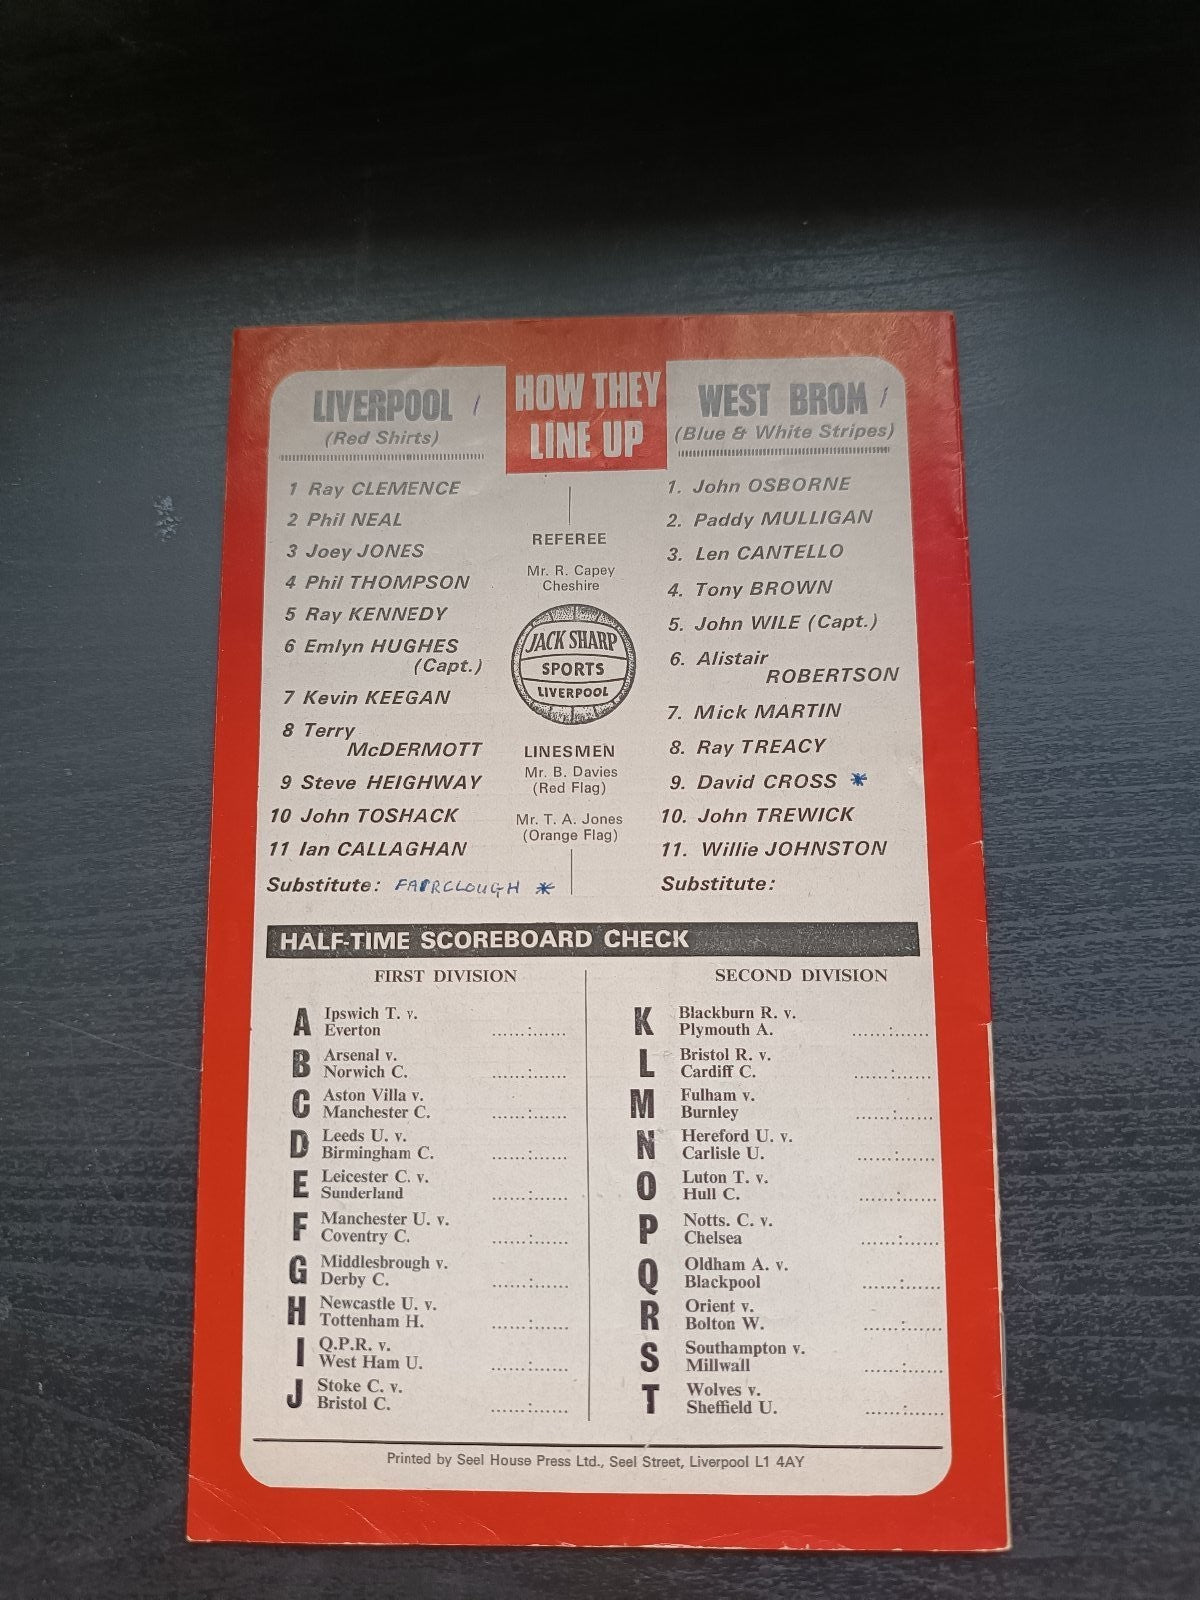 HOW THEY
LINE UP
LIVERPOOL 1
(Red Shirts)
1 Ray CLEMENCE
2 Phil NEAL
3 Joey JONES
4 Phil THOMPSON
5 Ray KENNEDY
6 Emlyn HUGHES
(Capt.)
7 Kevin KEEGAN
8 Terry
McDERMOTT
9 Steve HEIGHWAY
10 John TOSHACK
11 Ian CALLAGHAN
Substitute: FAIRCLOUGH *
REFEREE
Mr. R. Capey
Cheshire
JACK SHARP
SPORTS
LIVERPOOL
LINESMEN
Mr. B. Davies
(Red Flag)
Mr. T. A. Jones
(Orange Flag)
WEST BROM 1
(Blue & White Stripes)
1. John OSBORNE
2. Paddy MULLIGAN
3. Len CANTELLO
4. Tony BROWN
5. John WILE (Capt.)
6. Alistair
ROBERTSON
7. Mick MARTIN
8. Ray TREACY
9. David CROSS *
10. John TREWICK
11. Willie JOHNSTON
Substitute:
HALF-TIME SCOREBOARD CHECK
FIRST DIVISION
A Ipswich T. v.
Everton ......:......
B Arsenal v.
Norwich C. ......:......
C Aston Villa v.
Manchester C. ......:......
D Leeds U. v.
Birmingham C. ......:......
E Leicester C. v.
Sunderland ......:......
F Manchester U. v.
Coventry C. ......:......
G Middlesbrough v.
Derby C. ......:......
H Newcastle U. v.
Tottenham H. ......:......
I Q.P.R. v.
West Ham U. ......:......
J Stoke C. v.
Bristol C. ......:......
SECOND DIVISION
K Blackburn R. v.
Plymouth A. ......:......
L Bristol R. v.
Cardiff C. ......:......
M Fulham v.
Burnley ......:......
N Hereford U. v.
Carlisle U. ......:......
O Luton T. v.
Hull C. ......:......
P Notts. C. v.
Chelsea ......:......
Q Oldham A. v.
Blackpool ......:......
R Orient v.
Bolton W. ......:......
S Southampton v.
Millwall ......:......
T Wolves v.
Sheffield U. ......:......
Printed by Seel House Press Ltd., Seel Street, Liverpool L1 4AY